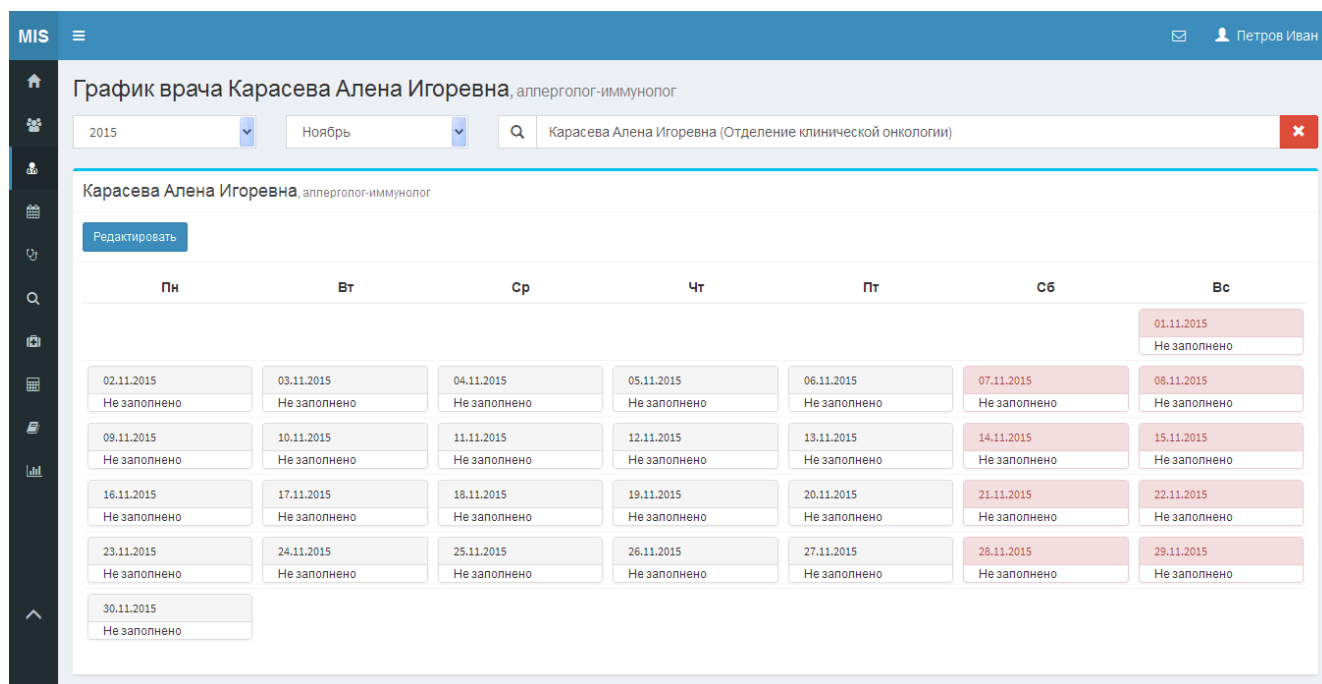 MIS Петров Иван
График врача Карасева Алена Игоревна, аллерголог-иммунолог
2015 Ноябрь Карасева Алена Игоревна (Отделение клинической онкологии)
Карасева Алена Игоревна, аллерголог-иммунолог
Редактировать
Пн Вт Ср Чт Пт Сб Вс
01.11.2015
Не заполнено
02.11.2015 03.11.2015 04.11.2015 05.11.2015 06.11.2015 07.11.2015 08.11.2015
Не заполнено Не заполнено Не заполнено Не заполнено Не заполнено Не заполнено Не заполнено
09.11.2015 10.11.2015 11.11.2015 12.11.2015 13.11.2015 14.11.2015 15.11.2015
Не заполнено Не заполнено Не заполнено Не заполнено Не заполнено Не заполнено Не заполнено
16.11.2015 17.11.2015 18.11.2015 19.11.2015 20.11.2015 21.11.2015 22.11.2015
Не заполнено Не заполнено Не заполнено Не заполнено Не заполнено Не заполнено Не заполнено
23.11.2015 24.11.2015 25.11.2015 26.11.2015 27.11.2015 28.11.2015 29.11.2015
Не заполнено Не заполнено Не заполнено Не заполнено Не заполнено Не заполнено Не заполнено
30.11.2015
Не заполнено